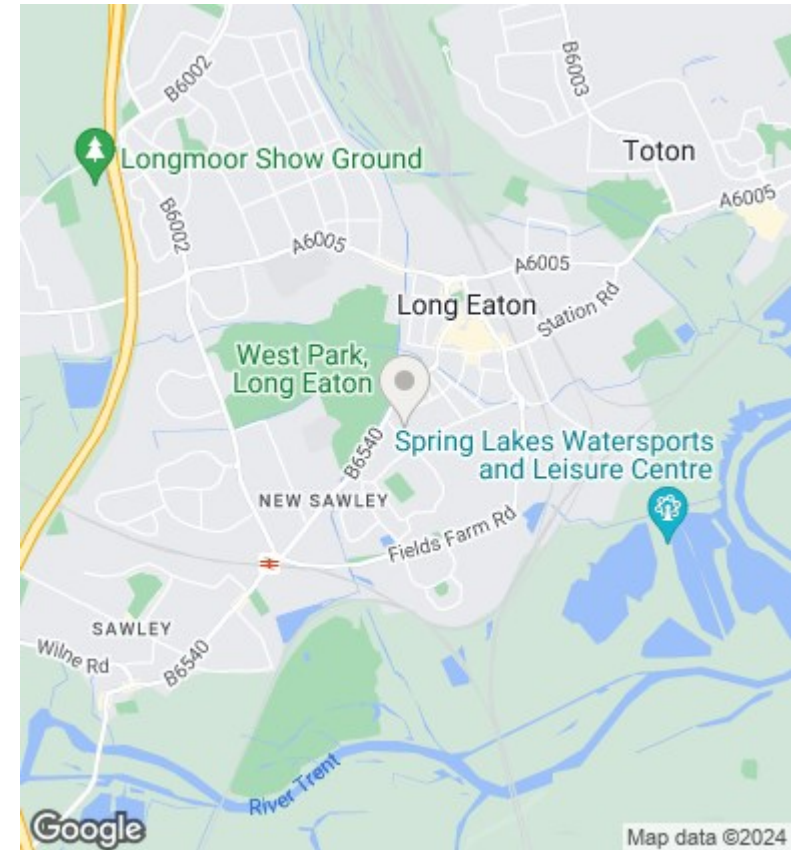 B6002
B6003
Toton
Longmoor Show Ground
A6005
B6002
A6005
A6005
Long Eaton
Station Rd
West Park,
Long Eaton
Spring Lakes Watersports
and Leisure Centre
B6540
NEW SAWLEY
Fields Farm Rd
SAWLEY
Wilne Rd
B6540
River Trent
Google
Map data ©2024